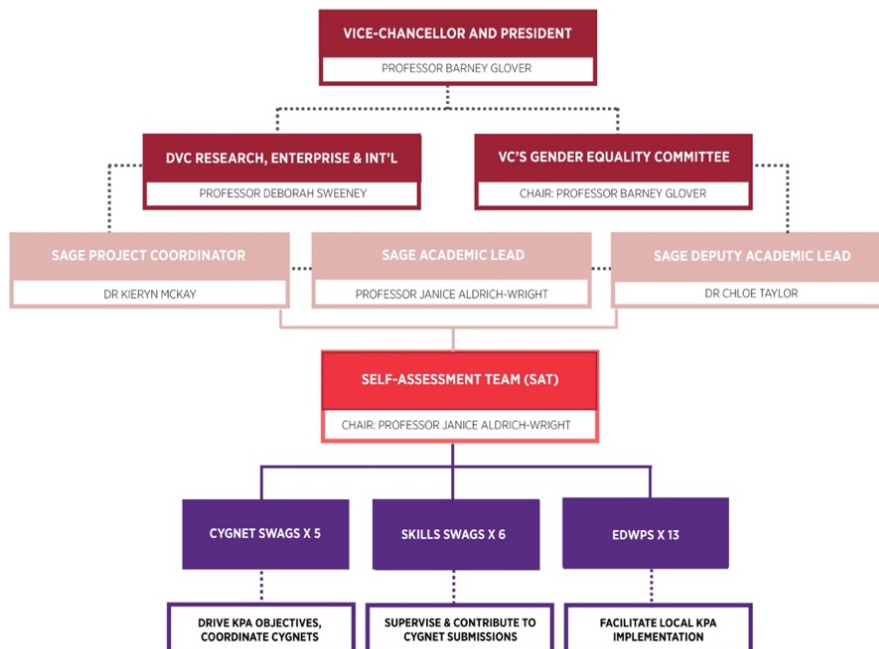 VICE-CHANCELLOR AND PRESIDENT
PROFESSOR BARNEY GLOVER
DVC RESEARCH, ENTERPRISE & INT'L
PROFESSOR DEBORAH SWEENEY
VC'S GENDER EQUALITY COMMITTEE
CHAIR: PROFESSOR BARNEY GLOVER
SAGE PROJECT COORDINATOR
DR KIERYN MCKAY
SAGE ACADEMIC LEAD
PROFESSOR JANICE ALDRICH-WRIGHT
SAGE DEPUTY ACADEMIC LEAD
DR CHLOE TAYLOR
SELF-ASSESSMENT TEAM (SAT)
CHAIR: PROFESSOR JANICE ALDRICH-WRIGHT
CYGNET SWAGS X 5
SKILLS SWAGS X 6
EDWPS X 13
DRIVE KPA OBJECTIVES,
COORDINATE CYGNETS
SUPERVISE & CONTRIBUTE TO
CYGNET SUBMISSIONS
FACILITATE LOCAL KPA
IMPLEMENTATION